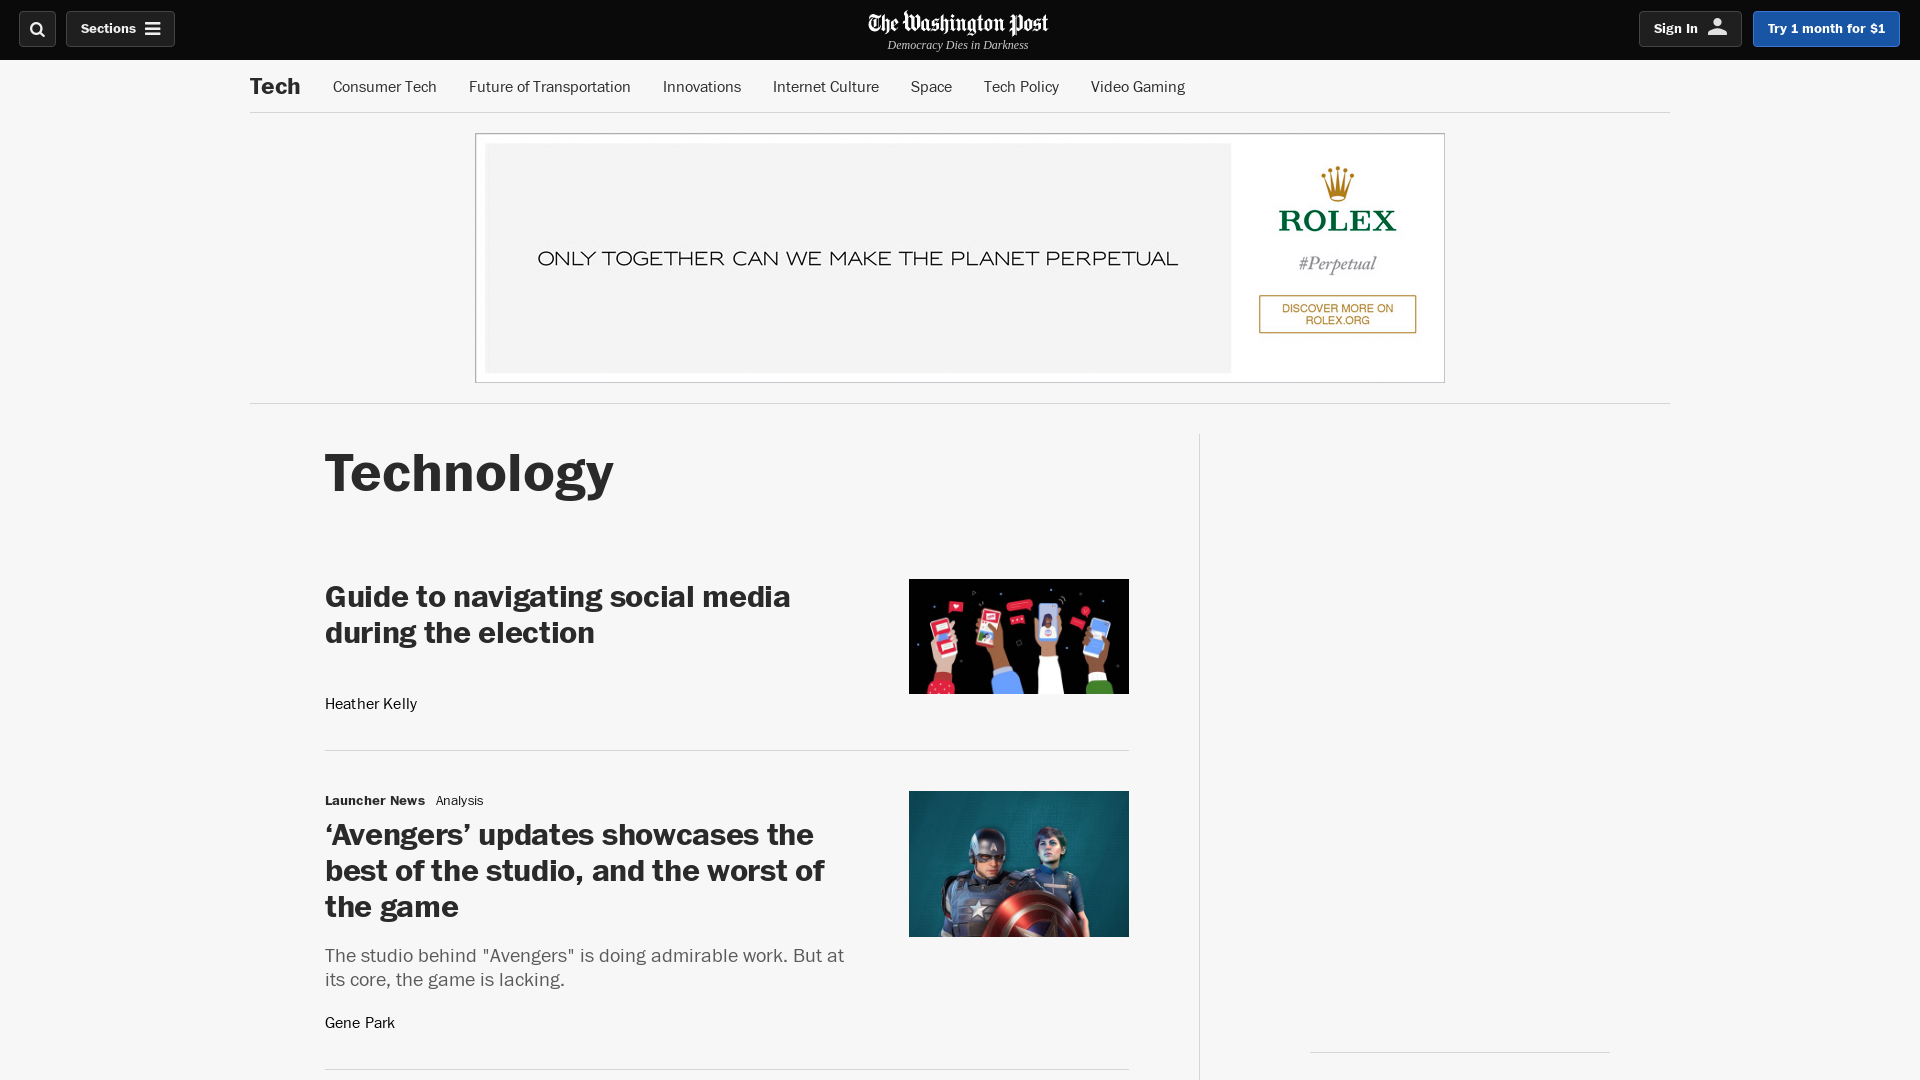 Sections
The Washington Post
Democracy Dies in Darkness
Sign In
Try 1 month for $1
Tech
Consumer Tech
Future of Transportation
Innovations
Internet Culture
Space
Tech Policy
Video Gaming
ONLY TOGETHER CAN WE MAKE THE PLANET PERPETUAL
ROLEX
#Perpetual
DISCOVER MORE ON
ROLEX.ORG
Technology
Guide to navigating social media
during the election
Heather Kelly
Launcher News Analysis
‘Avengers’ updates showcases the
best of the studio, and the worst of
the game
The studio behind "Avengers" is doing admirable work. But at
its core, the game is lacking.
Gene Park